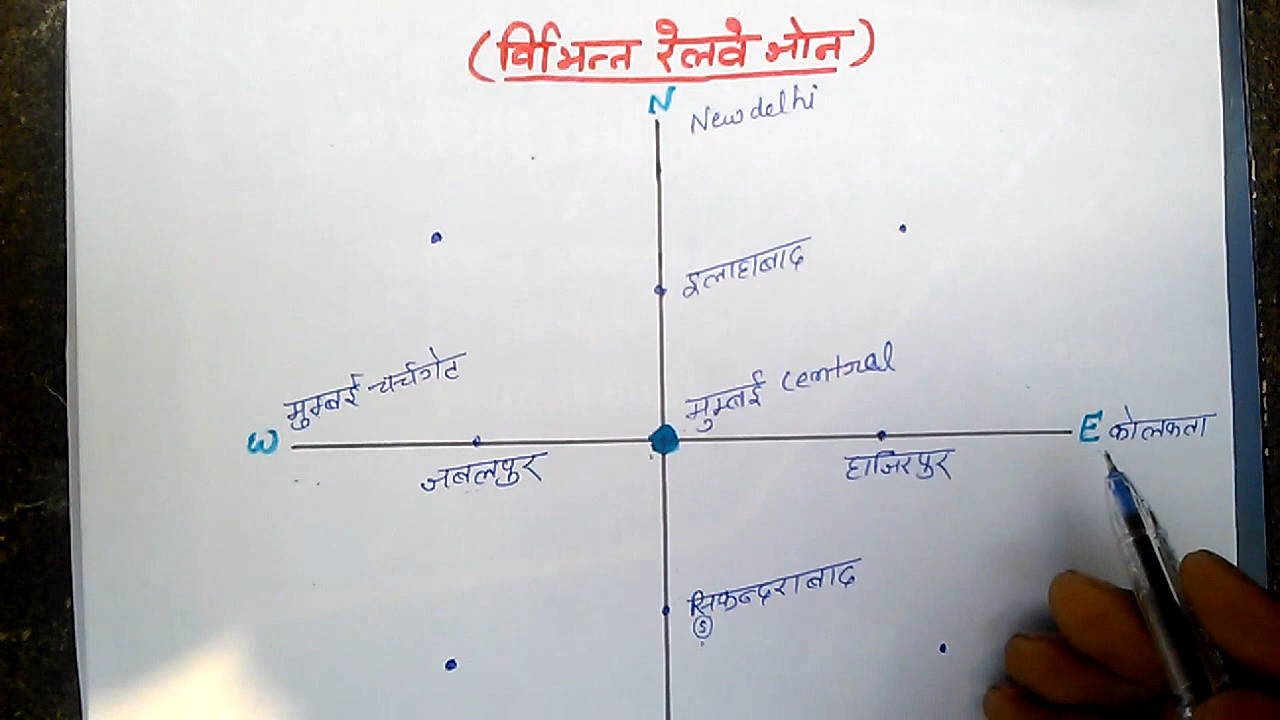 (विभिन्न रेलवे जोन)
N
New delhi
इलाहाबाद
मुम्बई चर्चगेट
मुम्बई Central
W
E कोलकता
जबलपुर
हाजिरपुर
सिकन्दराबाद
S